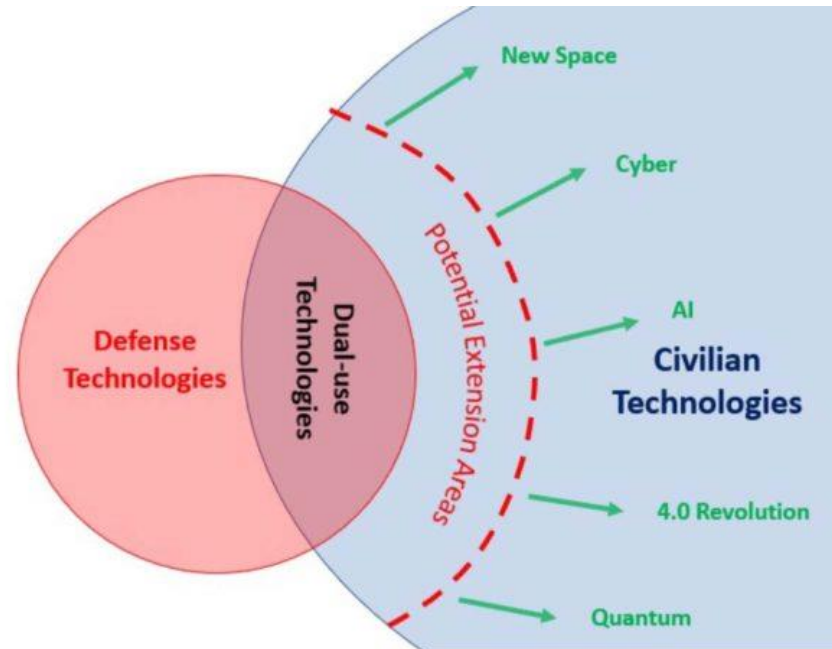 New Space
Cyber
AI
Civilian
Technologies
4.0 Revolution
Quantum
Potential Extension Areas
Dual-use
Technologies
Defense
Technologies